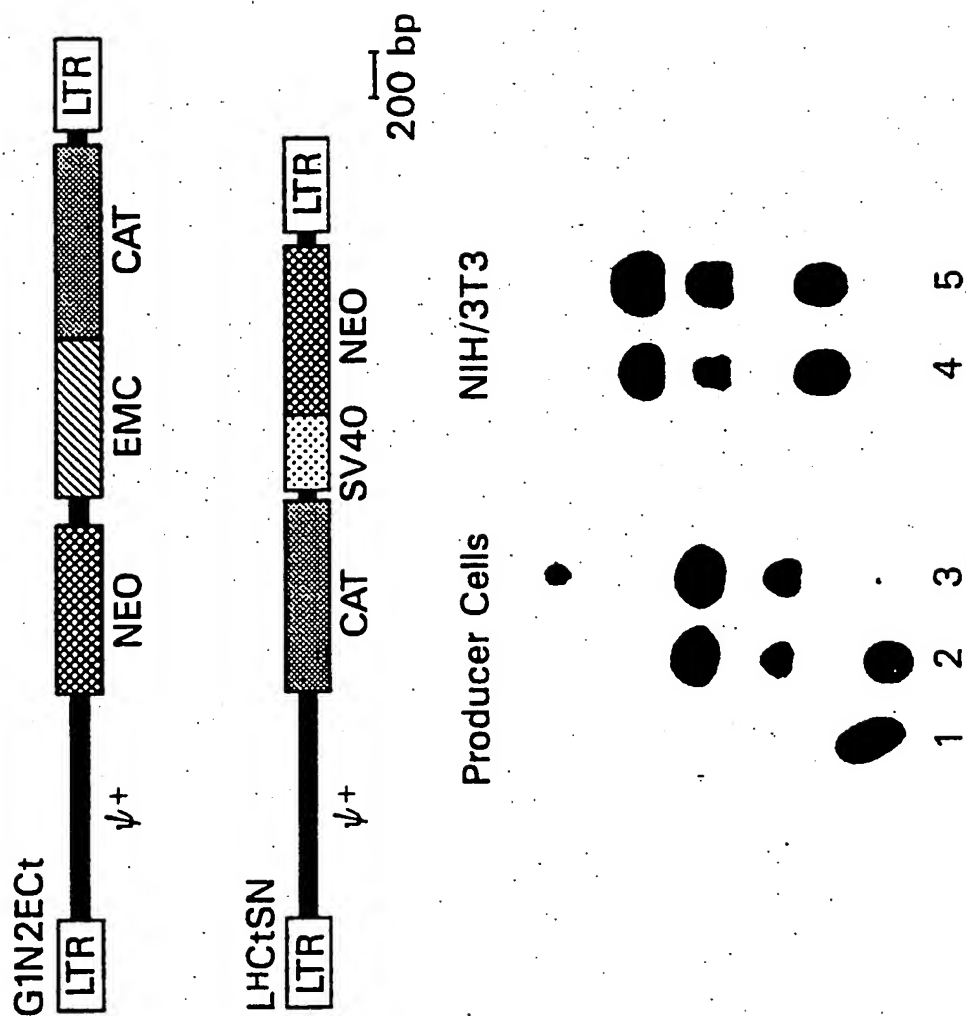 G1N2ECt
LTR
ψ+
NEO
EMC
CAT
LTR
LHCtSN
LTR
ψ+
CAT
SV40
NEO
LTR
200 bp
Producer Cells
NIH/3T3
1 2 3 4 5